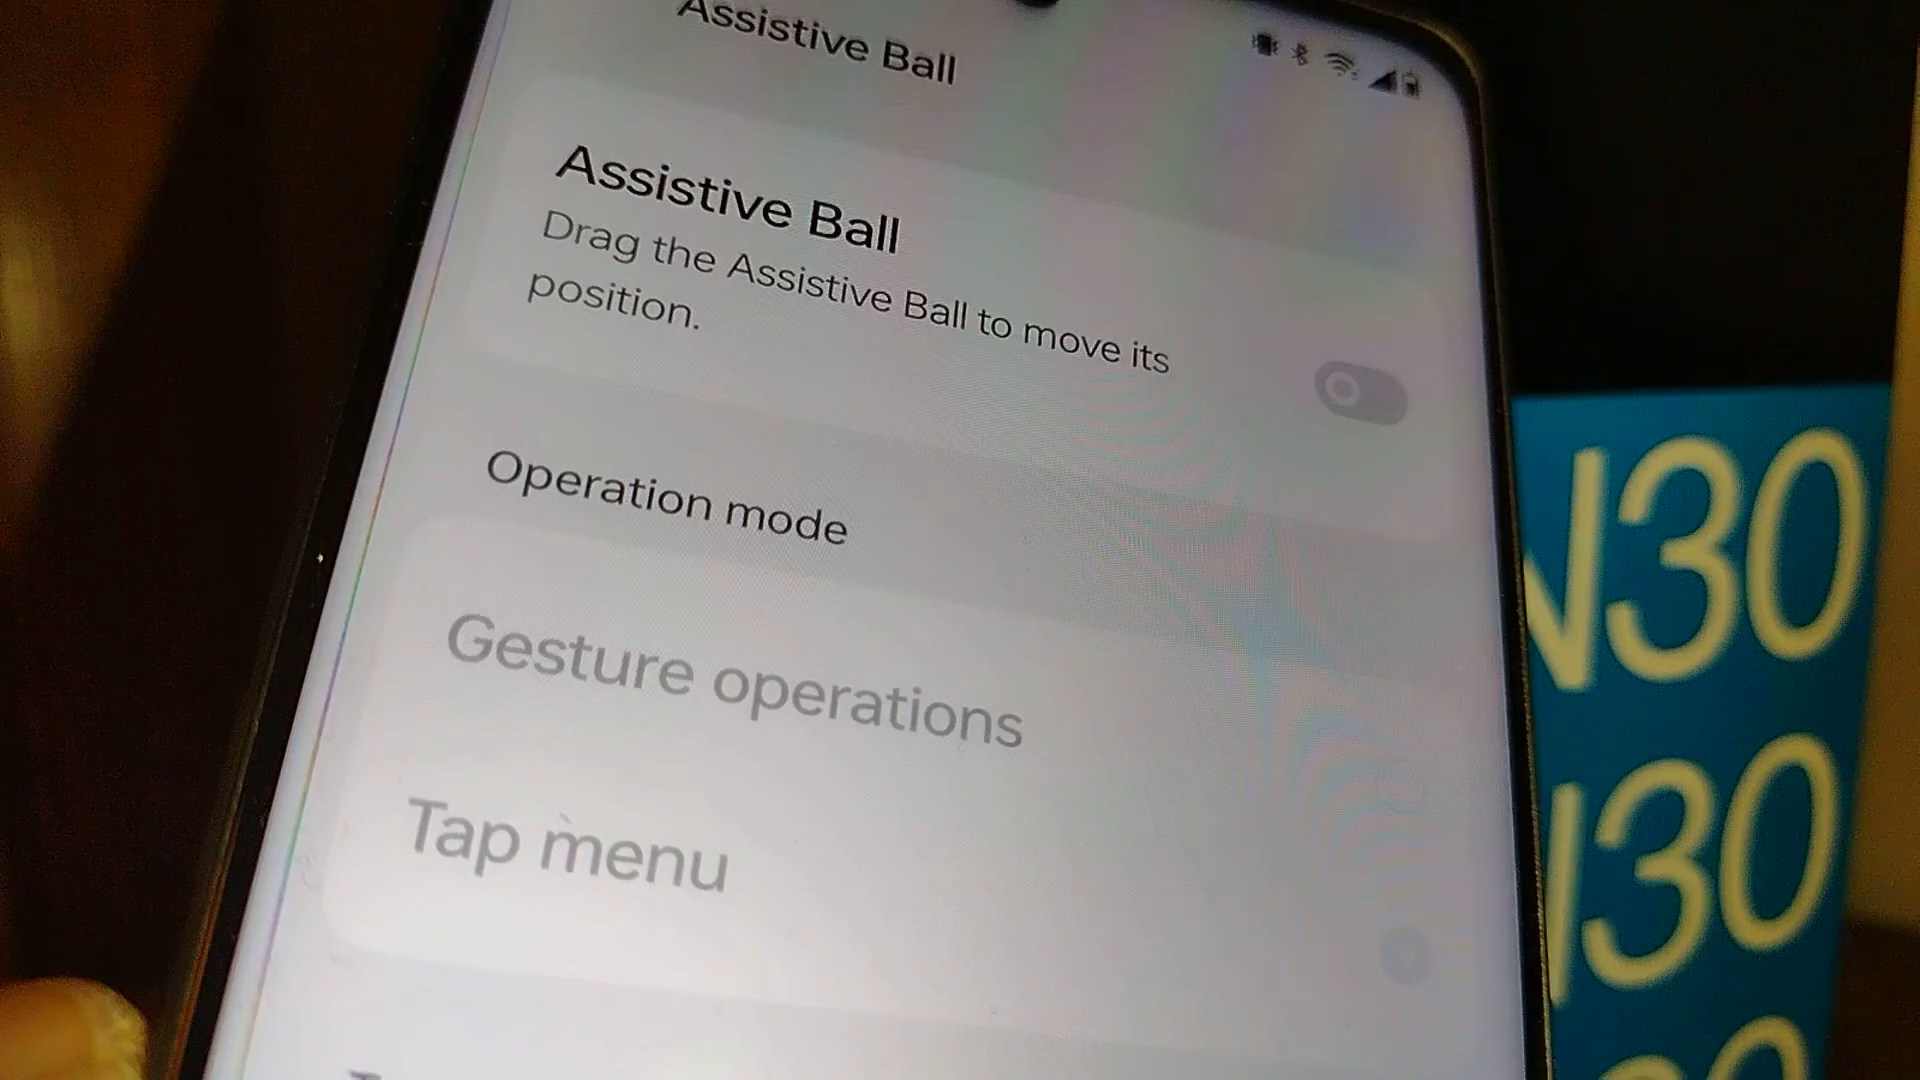 Assistive Ball
Assistive Ball
Drag the Assistive Ball to move its
position.
Operation mode
Gesture operations
Tap menu
N30
N30